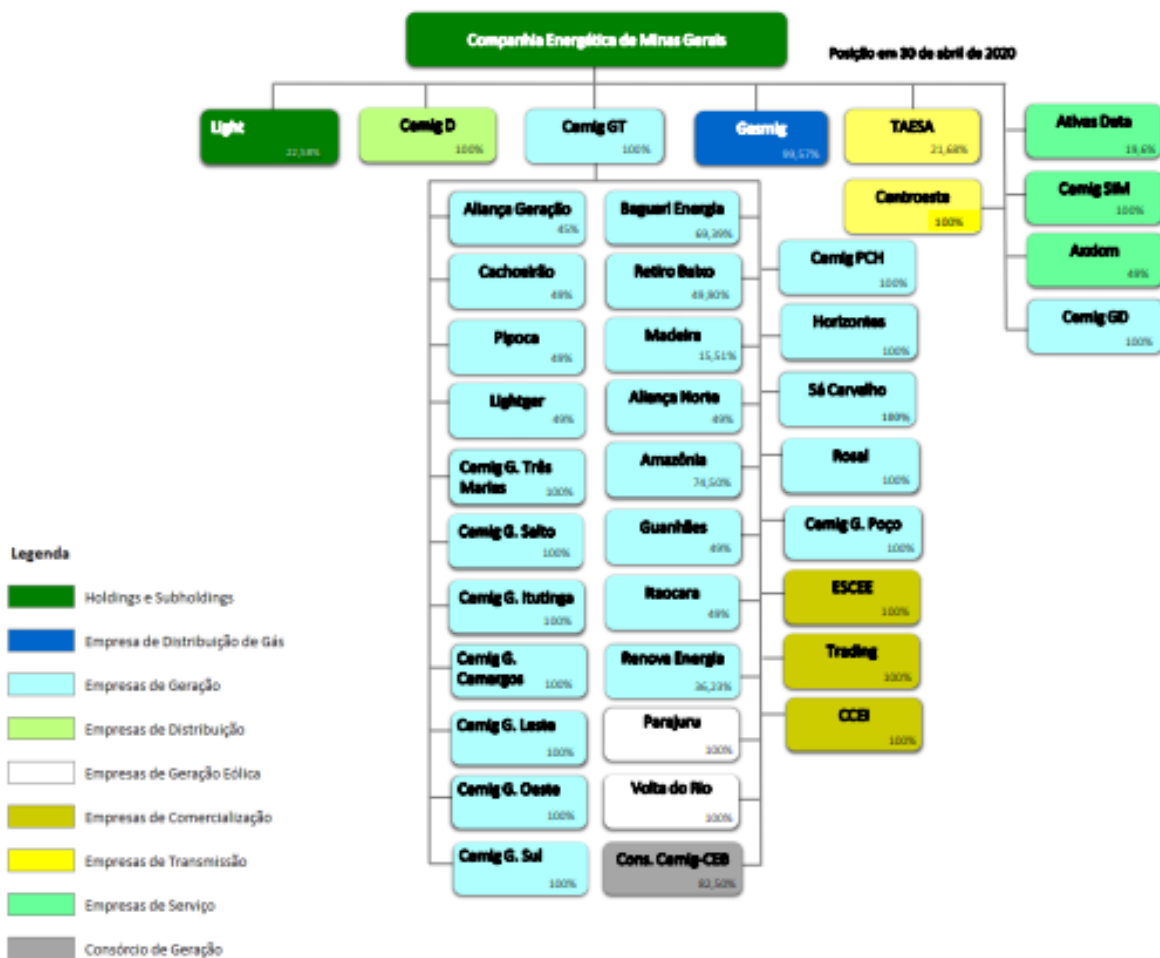 Companhia Energética de Minas Gerais
Posição em 30 de abril de 2020
Light
22,58%
Cemig D
100%
Cemig GT
100%
Gasmig
99,57%
TAESA
21,68%
Ativas Data
19,6%
Centroeste
100%
Cemig SIM
100%
Axxiom
49%
Cemig GD
100%
Aliança Geração
45%
Cachoeirão
49%
Pipoca
49%
Lightger
49%
Cemig G. Três
Marias 100%
Cemig G. Salto
100%
Cemig G. Itutinga
100%
Cemig G.
Camargos 100%
Cemig G. Leste
100%
Cemig G. Oeste
100%
Cemig G. Sul
100%
Baguari Energia
69,39%
Retiro Baixo
49,90%
Madeira
15,51%
Aliança Norte
49%
Amazônia
74,50%
Guanhães
49%
Itaocara
49%
Renova Energia
36,23%
Parajuru
100%
Volta do Rio
100%
Cons. Cemig-CEB
82,50%
Cemig PCH
100%
Horizontes
100%
Sá Carvalho
100%
Rosal
100%
Cemig G. Poço
100%
ESCEE
100%
Trading
100%
CCEI
100%
Legenda
Holdings e Subholdings
Empresa de Distribuição de Gás
Empresas de Geração
Empresas de Distribuição
Empresas de Geração Eólica
Empresas de Comercialização
Empresas de Transmissão
Empresas de Serviço
Consórcio de Geração